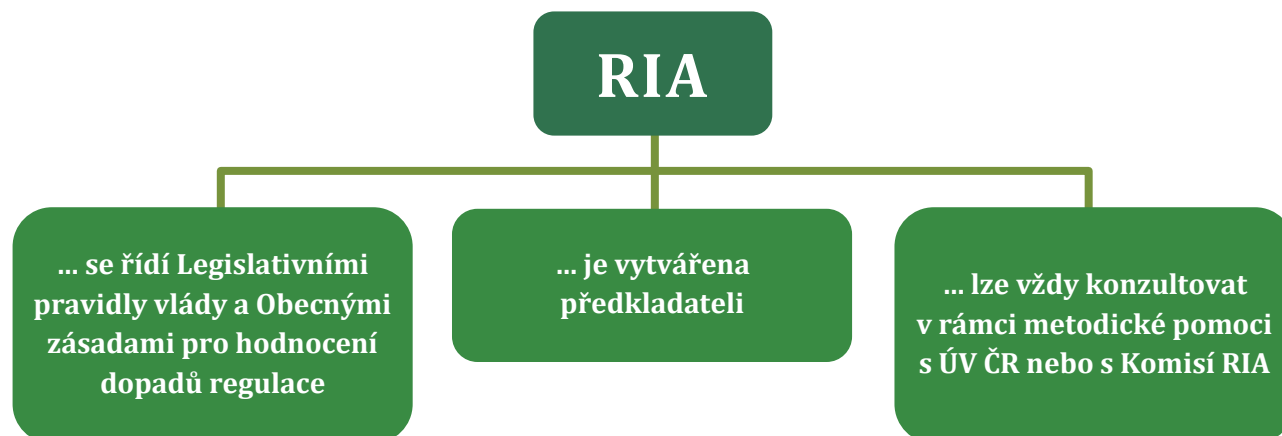 RIA
... se řídí Legislativními
pravidly vlády a Obecnými
zásadami pro hodnocení
dopadů regulace
... je vytvářena
předkladateli
... lze vždy konzultovat
v rámci metodické pomoci
s ÚV ČR nebo s Komisí RIA